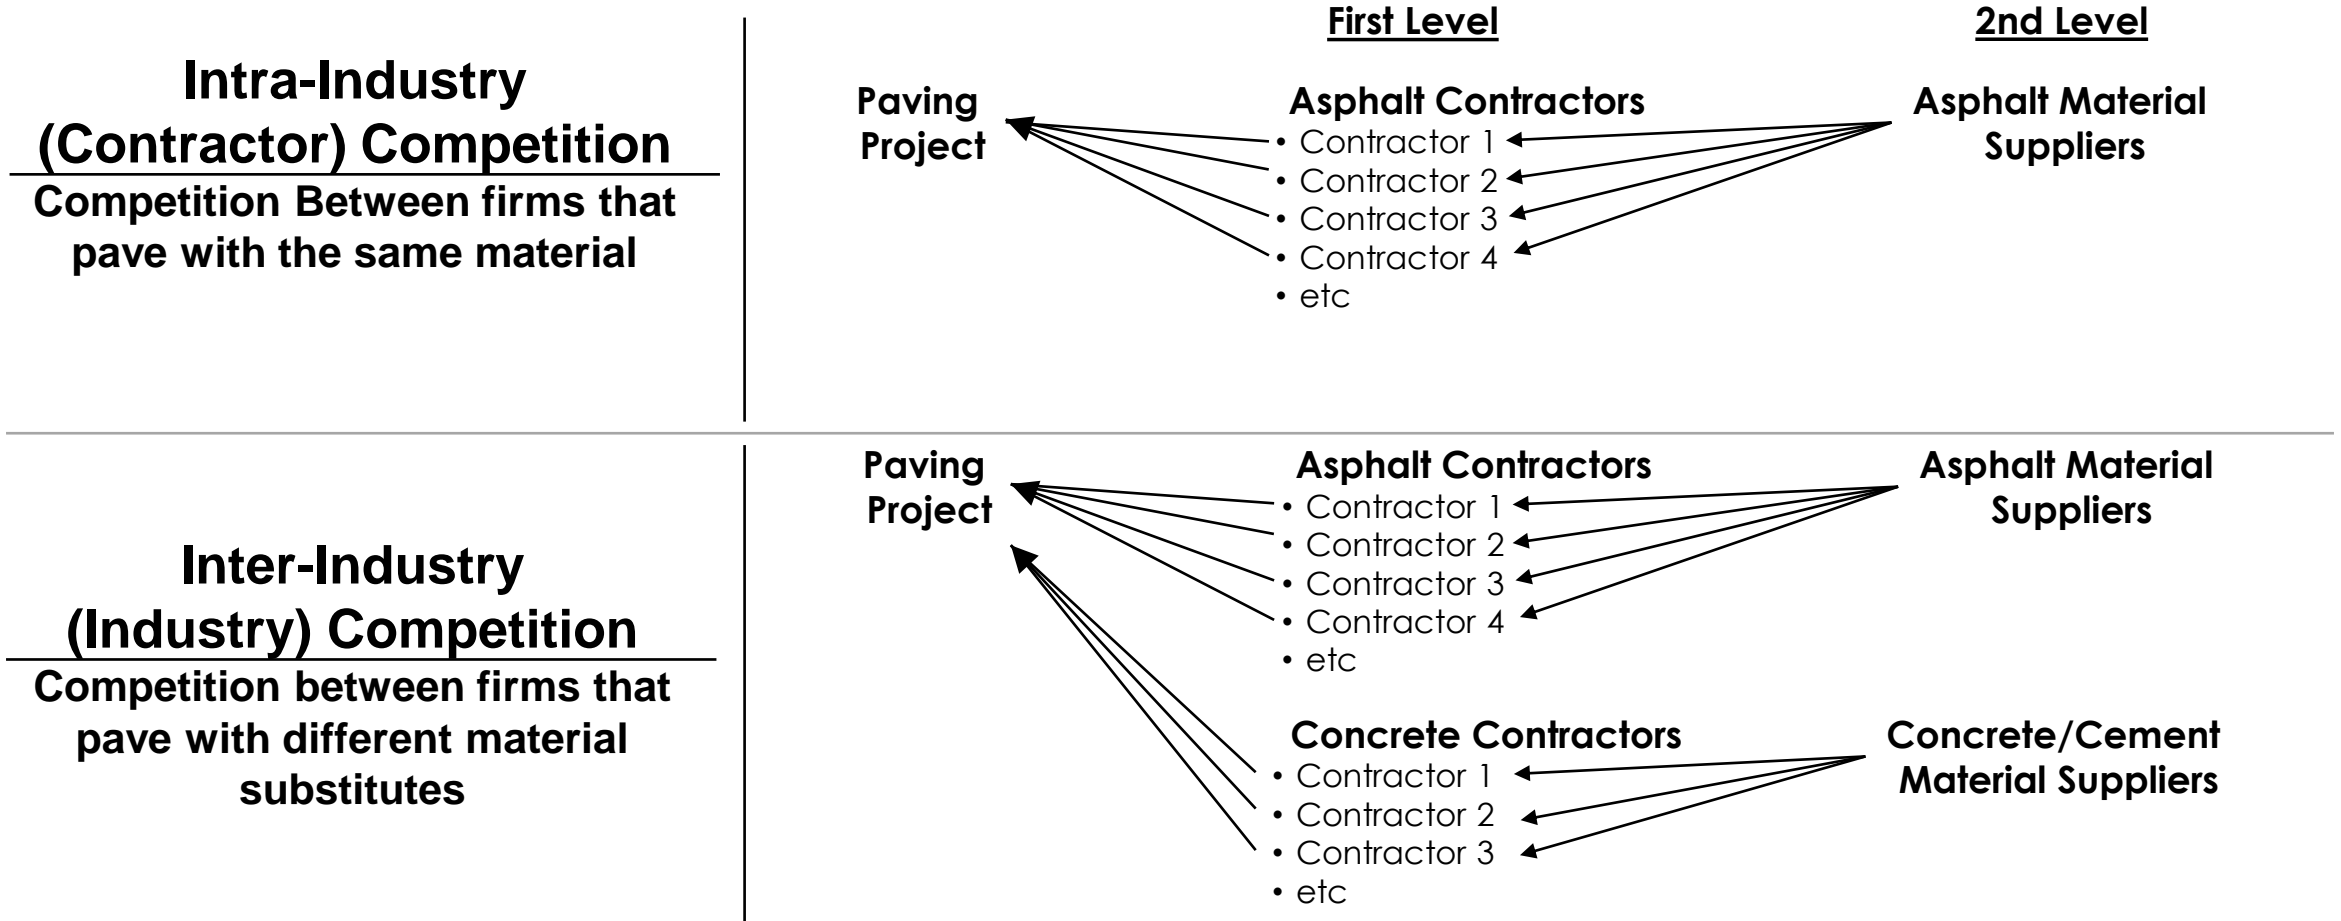 First Level
2nd Level
Intra-Industry
(Contractor) Competition
Competition Between firms that
pave with the same material
Paving
Project
Asphalt Contractors
• Contractor 1
• Contractor 2
• Contractor 3
• Contractor 4
• etc
Asphalt Material
Suppliers
Inter-Industry
(Industry) Competition
Competition between firms that
pave with different material
substitutes
Paving
Project
Asphalt Contractors
• Contractor 1
• Contractor 2
• Contractor 3
• Contractor 4
• etc
Asphalt Material
Suppliers
Concrete Contractors
• Contractor 1
• Contractor 2
• Contractor 3
• etc
Concrete/Cement
Material Suppliers